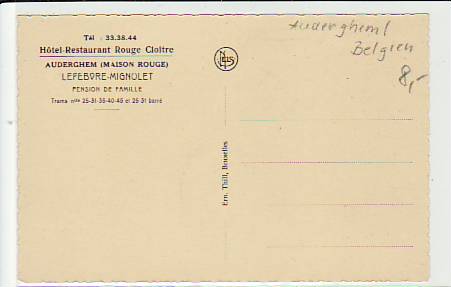 Tél : 33.38.44
Hôtel-Restaurant Rouge Cloître
AUDERGHEM (MAISON ROUGE)
LEFEBVRE-MIGNOLET
PENSION DE FAMILLE
Trams nos 25-31-35-40-45 et 25 31 barré
Ern. Thill, Bruxelles
NELS
Auderghem/
Belgien
8,-